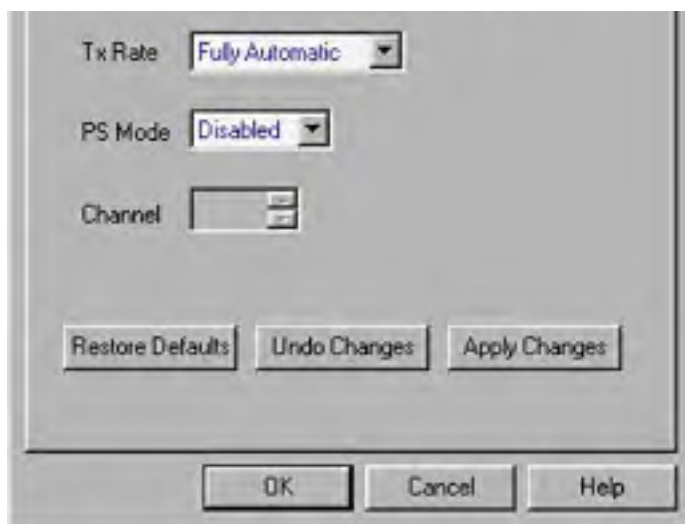 Tx Rate Fully Automatic
PS Mode Disabled
Channel
Restore Defaults Undo Changes Apply Changes
OK Cancel Help